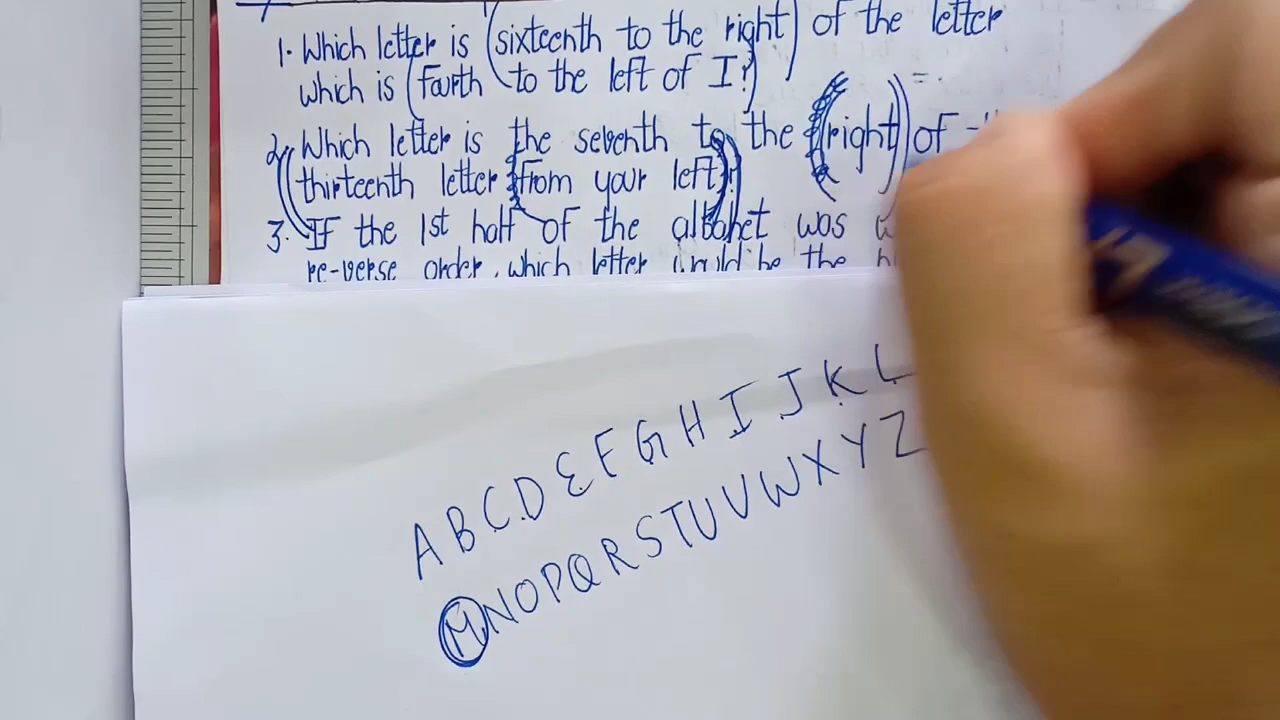 1. Which letter is (sixteenth to the right) of the letter
which is (fourth to the left of I?)
2. Which letter is the seventh to the (right) of
thirteenth letter from your left?
3. If the 1st half of the albahet was
re-verse order, which letter would be the
A B C D E F G H I J K L
M N O P Q R S T U V W X Y Z